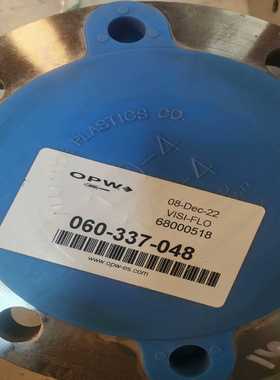 PLASTICS CO.
OPW
08-Dec-22
VISI-FLO
68000518
060-337-048
www.opw-es.com